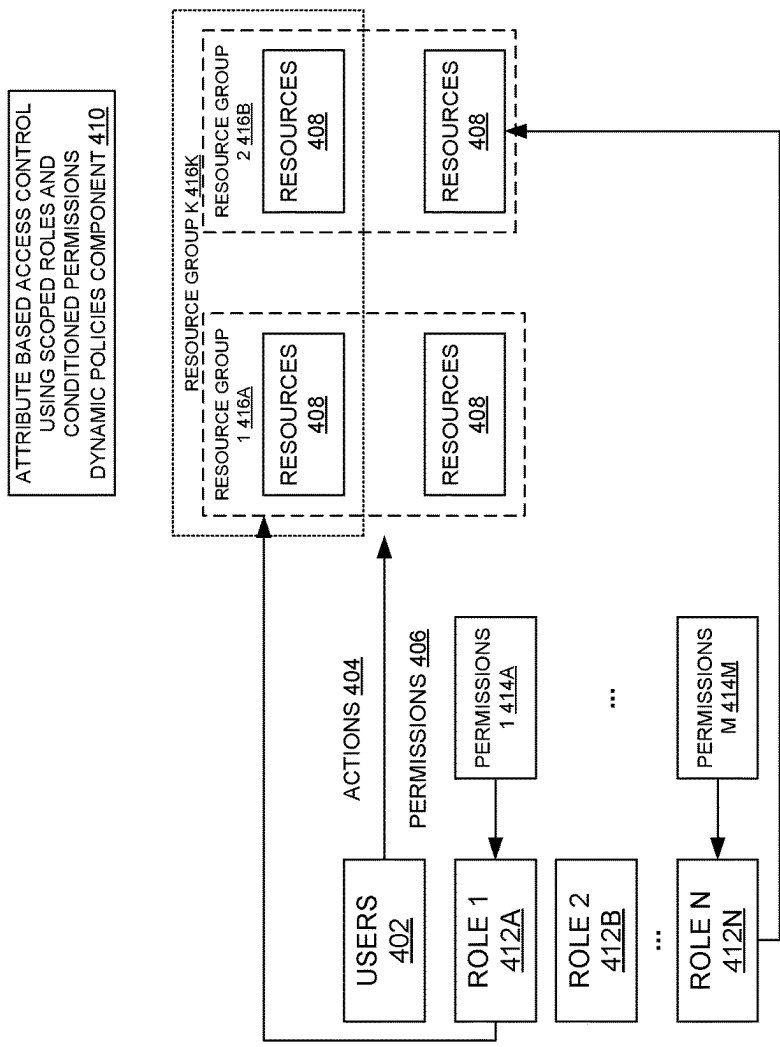 ATTRIBUTE BASED ACCESS CONTROL
USING SCOPED ROLES AND
CONDITIONED PERMISSIONS
DYNAMIC POLICIES COMPONENT 410
RESOURCE GROUP K 416K
RESOURCE GROUP
1 416A
RESOURCES
408
RESOURCE GROUP
2 416B
RESOURCES
408
USERS
402
ACTIONS 404
PERMISSIONS 406
ROLE 1
412A
PERMISSIONS
1 414A
RESOURCES
408
RESOURCES
408
ROLE 2
412B
...
...
ROLE N
412N
PERMISSIONS
M 414M